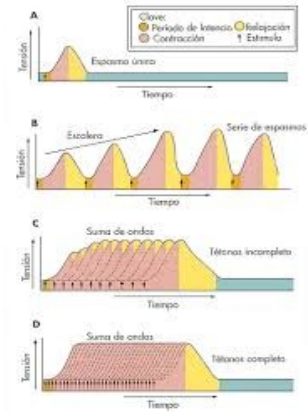 Clave:
Período de latencia
Relajación
Contracción
Estímulo
A
Tensión
Espasmo único
Tiempo
B
Tensión
Escalera
Serie de espasmos
Tiempo
C
Tensión
Suma de ondas
Tétanos incompleto
Tiempo
D
Tensión
Suma de ondas
Tétanos completo
Tiempo